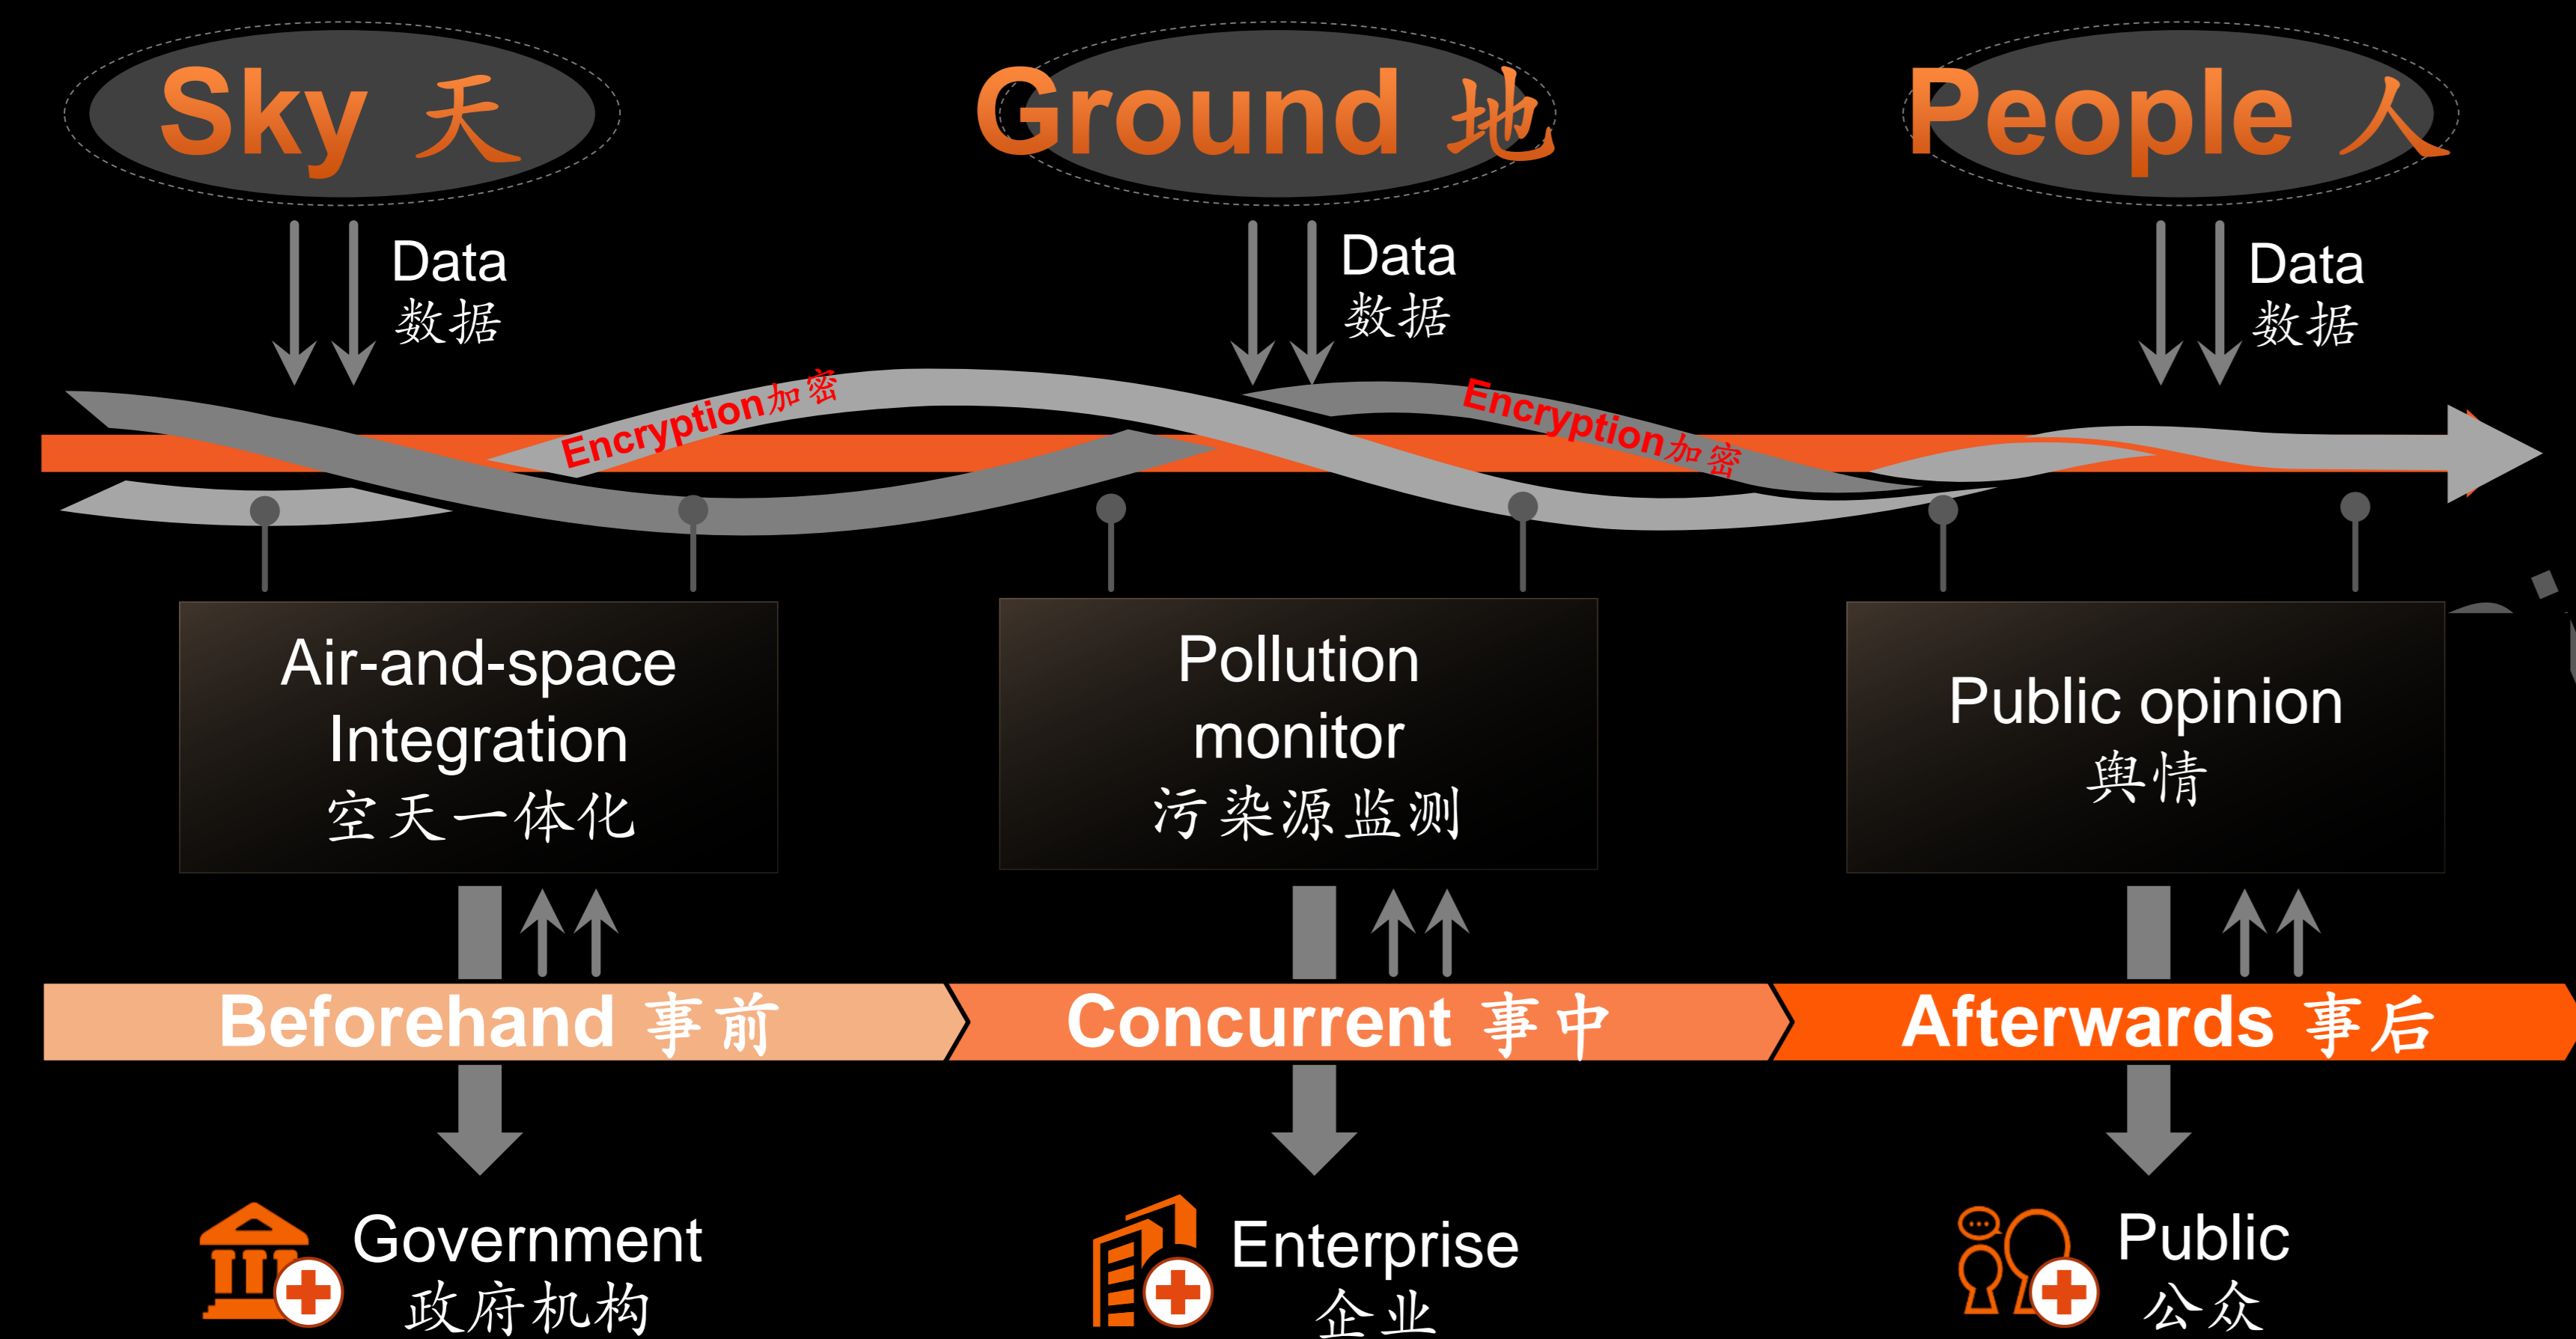 Sky 天
Ground 地
People 人
Data
数据
Data
数据
Data
数据
Encryption加密
Encryption加密
Air-and-space
Integration
空天一体化
Pollution
monitor
污染源监测
Public opinion
舆情
Beforehand 事前
Concurrent 事中
Afterwards 事后
Government
政府机构
Enterprise
企业
Public
公众